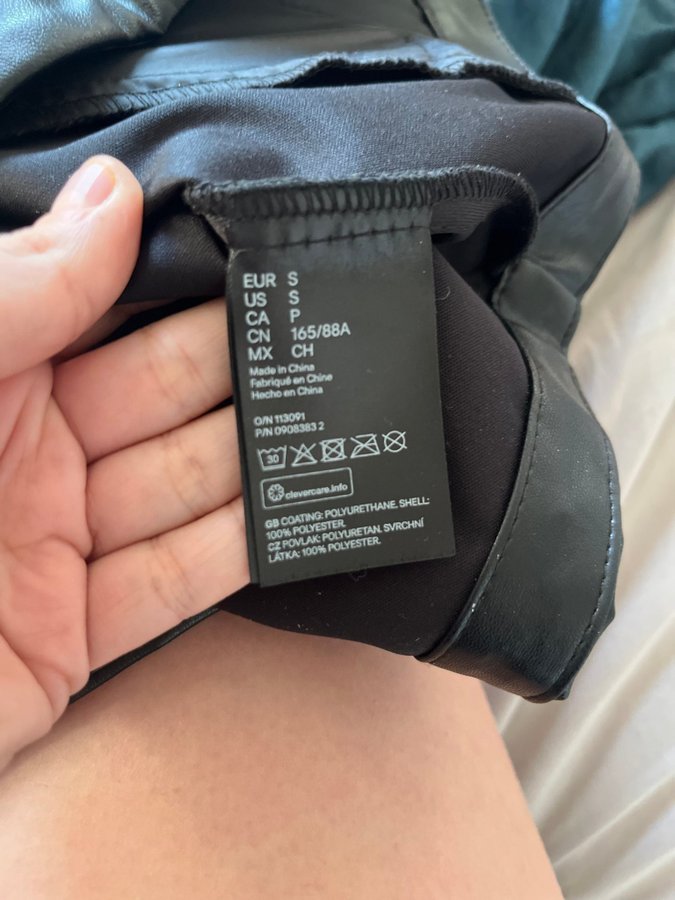 EUR S
US S
CA P
CN 165/88A
MX CH
Made in China
Fabriqué en Chine
Hecho en China
O/N 113091
P/N 0908383 2
30
clevercare.info
GB COATING: POLYURETHANE. SHELL:
100% POLYESTER.
CZ POVLAK: POLYURETAN. SVRCHNÍ
LÁTKA: 100% POLYESTER.